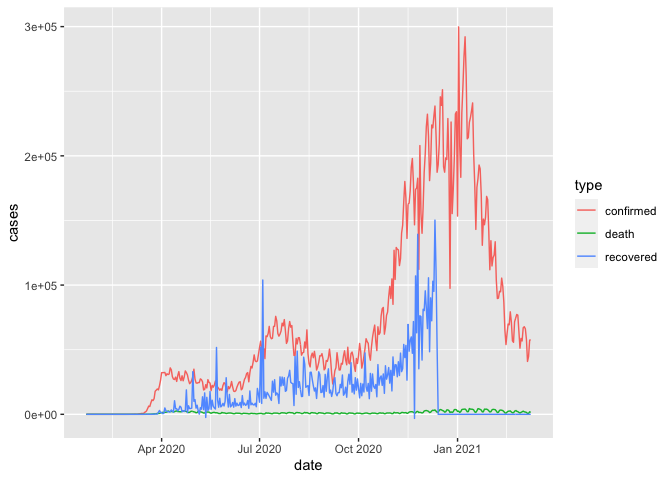 3e+05
2e+05
1e+05
0e+00
cases
Apr 2020
Jul 2020
Oct 2020
Jan 2021
date
type
confirmed
death
recovered